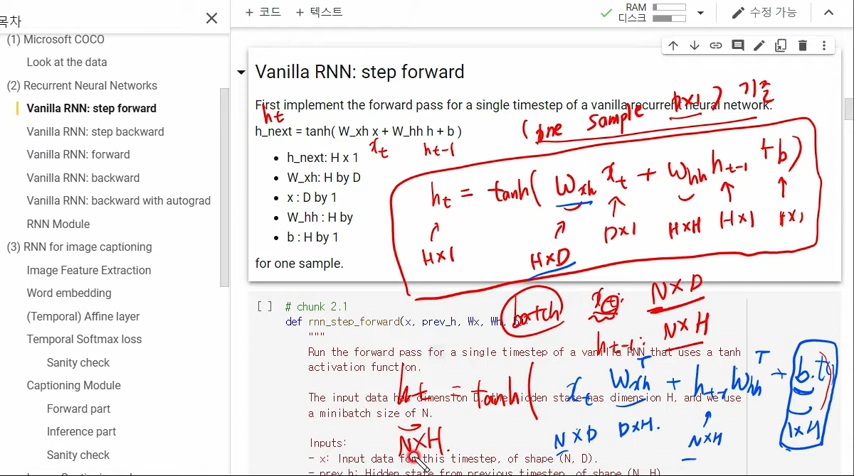 목차
(1) Microsoft COCO
Look at the data
(2) Recurrent Neural Networks
Vanilla RNN: step forward
Vanilla RNN: step backward
Vanilla RNN: forward
Vanilla RNN: backward
Vanilla RNN: backward with autograd
RNN Module
(3) RNN for image captioning
Image Feature Extraction
Word embedding
(Temporal) Affine layer
Temporal Softmax loss
Sanity check
Captioning Module
Forward part
Inference part
Sanity check
+ 코드 + 텍스트
RAM
디스크
수정 가능
Vanilla RNN: step forward
First implement the forward pass for a single timestep of a vanilla recurrent neural network.
ht
(one sample D×1) 기준
h_next = tanh( W_xh x + W_hh h + b )
xt ht-1
h_next: H x 1
W_xh: H by D
x : D by 1
W_hh : H by
b : H by 1
for one sample.
ht = tanh( Wxh xt + Whh ht-1 + b)
H×1 H×D D×1 H×H H×1 H×1
[ ] # chunk 2.1
def rnn_step_forward(x, prev_h, Wx, Wh,
batch xt: N×D
ht-1: N×H
"""
Run the forward pass for a single timestep of a vanilla RNN that uses a tanh
activation function.
ht = tanh( xt WxhT + ht-1 WhhT + b.T)
N×H. N×D D×H. N×H 1×H
The input data has dimension D, the hidden state has dimension H, and we use
a minibatch size of N.
Inputs:
- x: Input data for this timestep, of shape (N, D).
- prev_h: Hidden state from previous timestep, of shape (N, H)